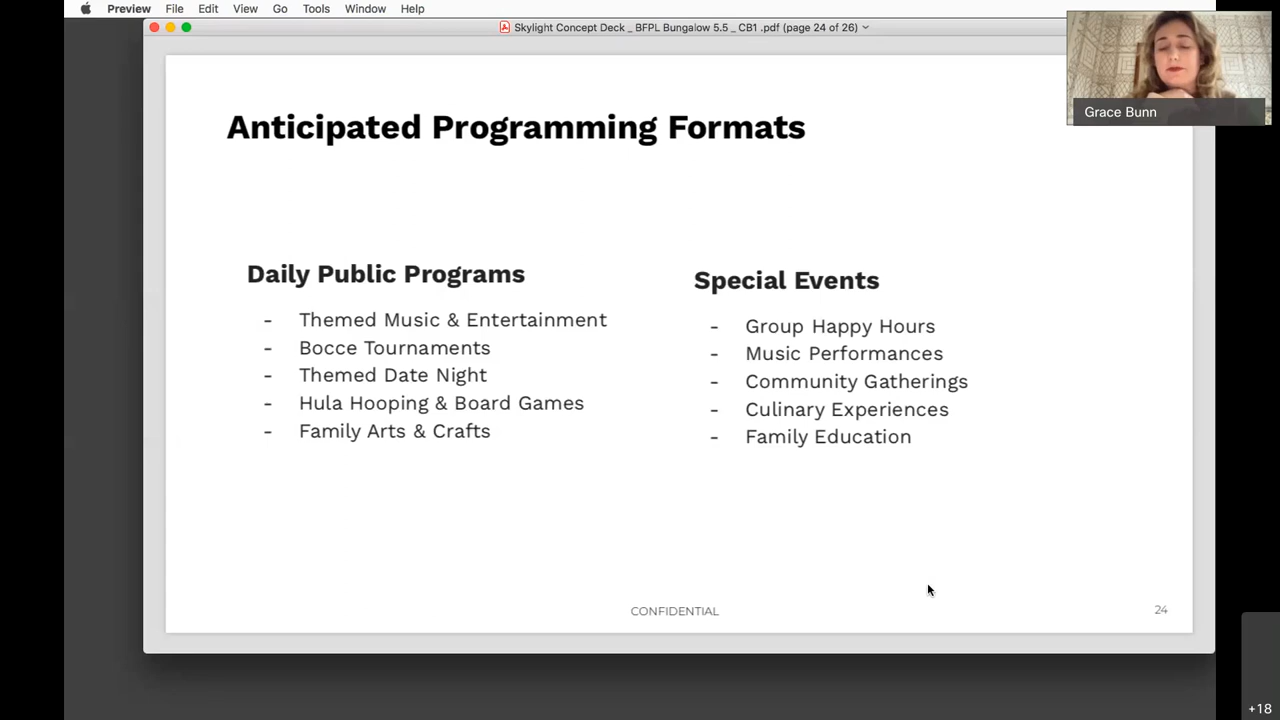 Preview File Edit View Go Tools Window Help
Skylight Concept Deck _ BFPL Bungalow 5.5 _ CB1 .pdf (page 24 of 26)
Grace Bunn
Anticipated Programming Formats
Daily Public Programs
- Themed Music & Entertainment
- Bocce Tournaments
- Themed Date Night
- Hula Hooping & Board Games
- Family Arts & Crafts
Special Events
- Group Happy Hours
- Music Performances
- Community Gatherings
- Culinary Experiences
- Family Education
CONFIDENTIAL
24
+18